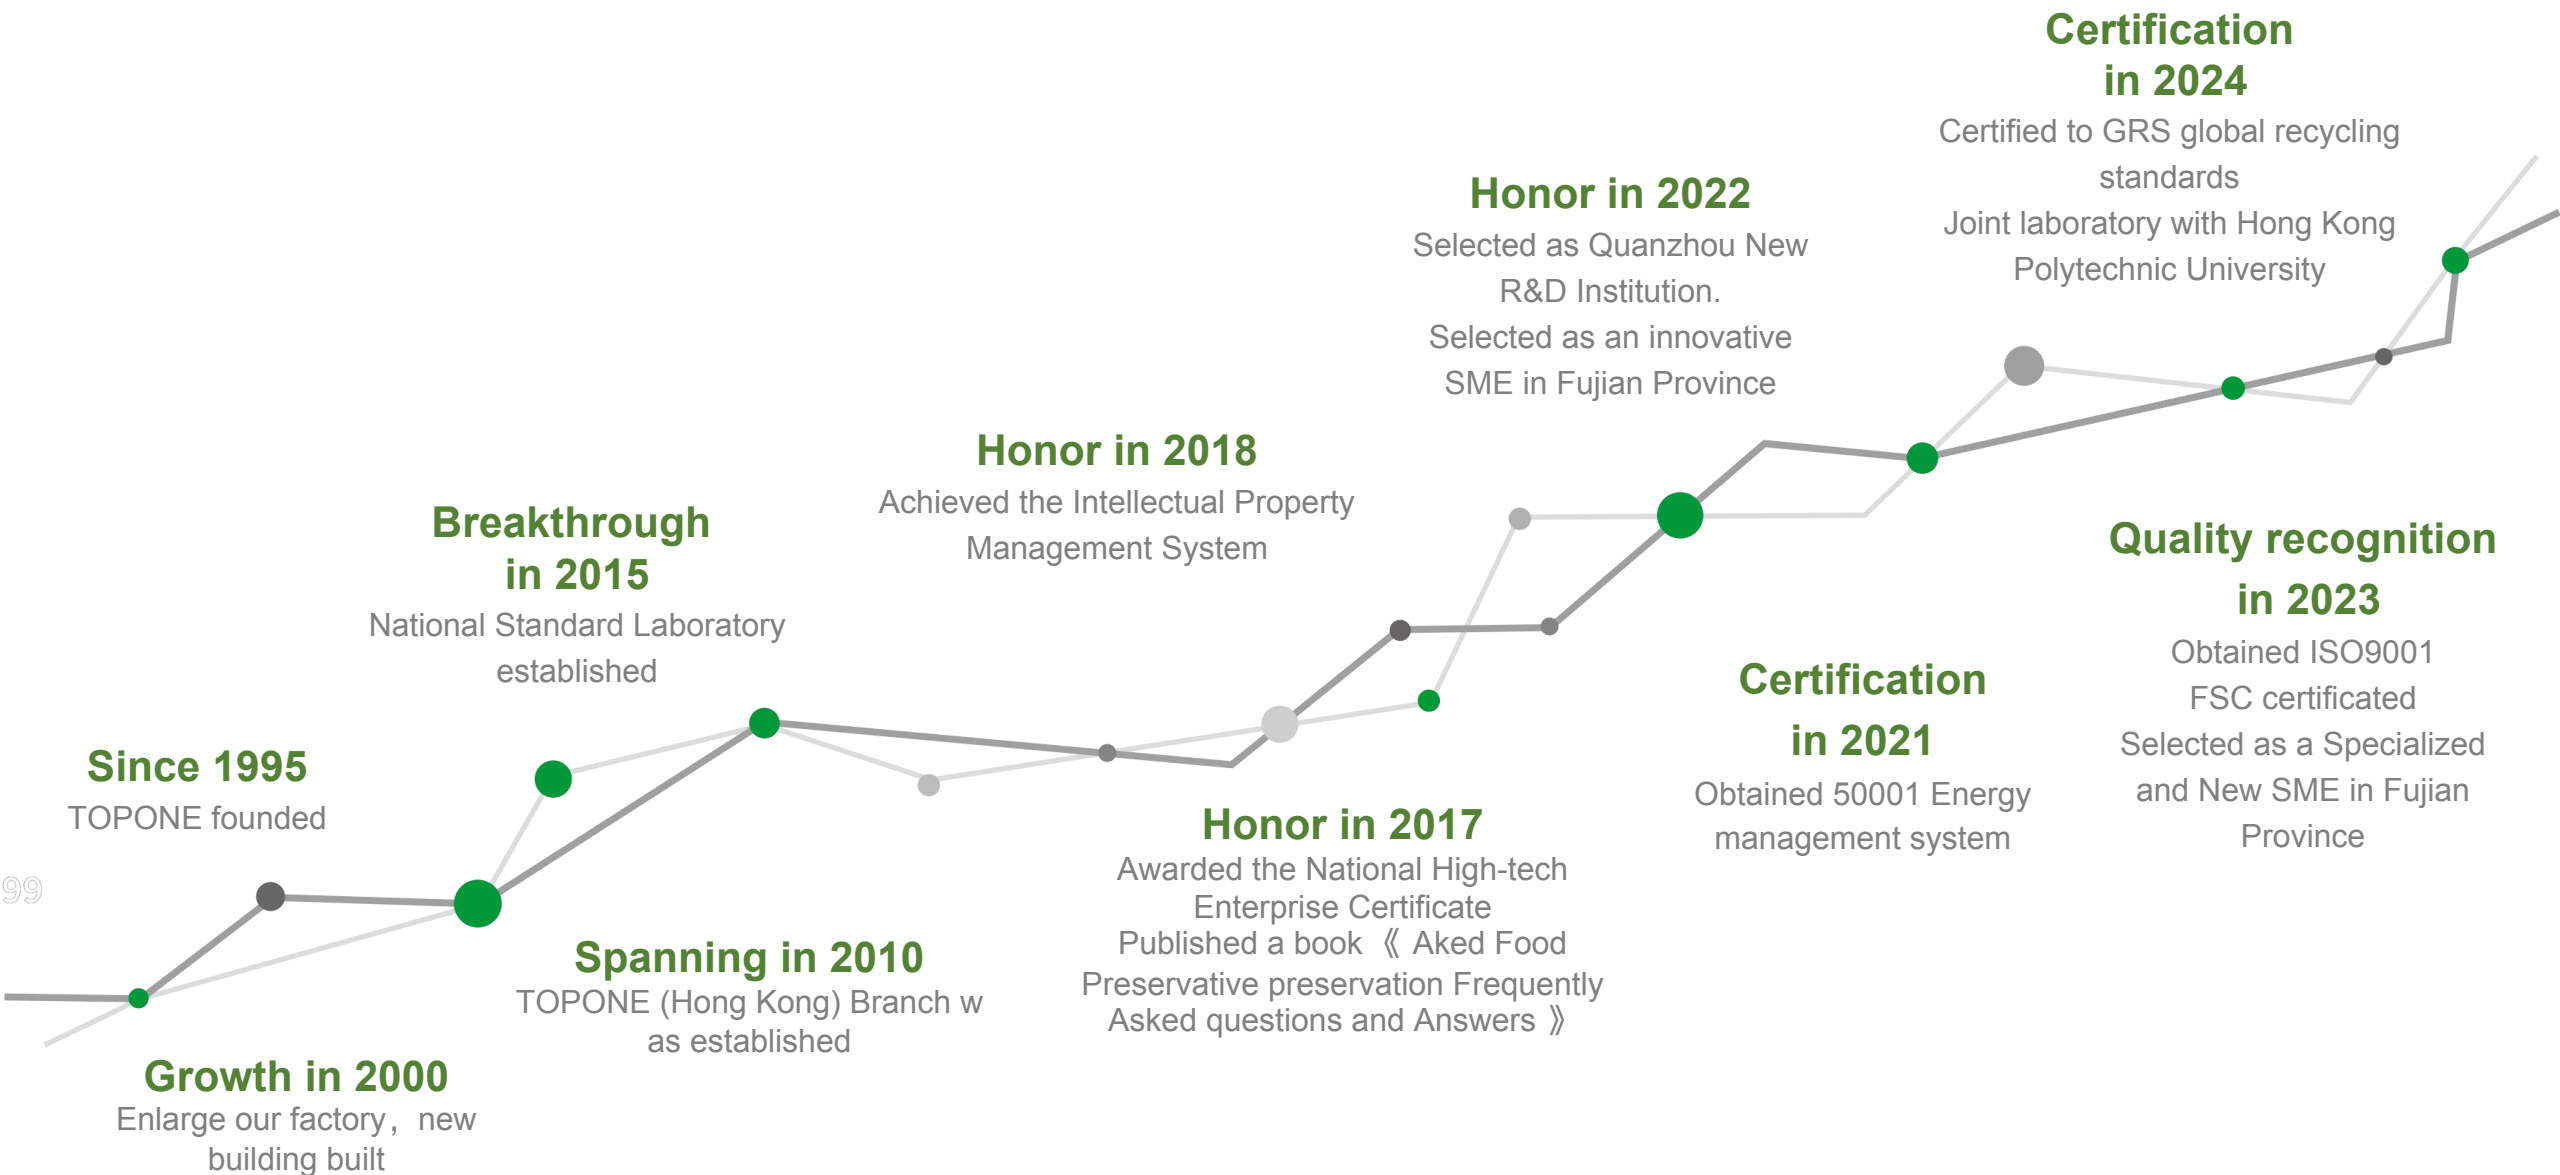 Since 1995
TOPONE founded
99
Growth in 2000
Enlarge our factory，new
building built
Spanning in 2010
TOPONE (Hong Kong) Branch w
as established
Breakthrough
in 2015
National Standard Laboratory
established
Honor in 2017
Awarded the National High-tech
Enterprise Certificate
Published a book 《 Aked Food
Preservative preservation Frequently
Asked questions and Answers 》
Honor in 2018
Achieved the Intellectual Property
Management System
Certification
in 2021
Obtained 50001 Energy
management system
Honor in 2022
Selected as Quanzhou New
R&D Institution.
Selected as an innovative
SME in Fujian Province
Quality recognition
in 2023
Obtained ISO9001
FSC certificated
Selected as a Specialized
and New SME in Fujian
Province
Certification
in 2024
Certified to GRS global recycling
standards
Joint laboratory with Hong Kong
Polytechnic University